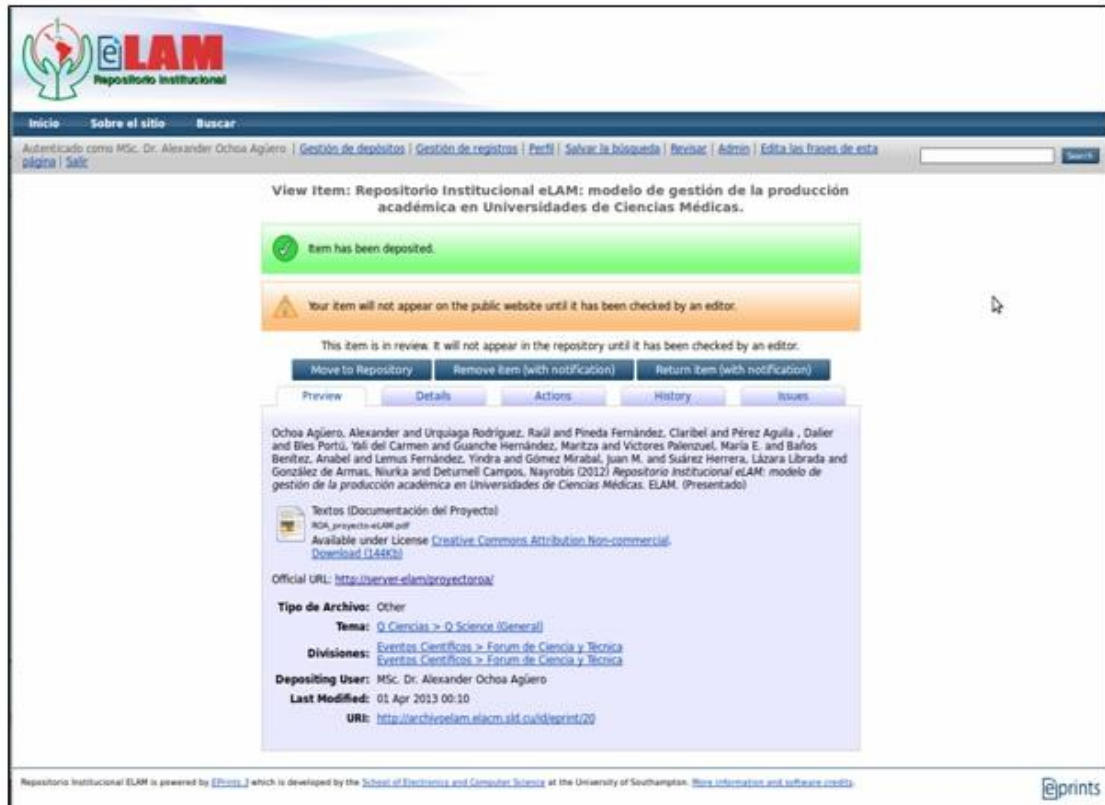 eLAM
Repositorio Institucional
Inicio Sobre el sitio Buscar
Autenticado como MSc. Dr. Alexander Ochoa Agüero | Gestión de depósitos | Gestión de registros | Perfil | Salvar la búsqueda | Revisar | Admin | Edita las frases de esta
página | Salir
Search
View Item: Repositorio Institucional eLAM: modelo de gestión de la producción
académica en Universidades de Ciencias Médicas.
Item has been deposited.
Your item will not appear on the public website until it has been checked by an editor.
This item is in review. It will not appear in the repository until it has been checked by an editor.
Move to Repository Remove item (with notification) Return item (with notification)
Preview Details Actions History Issues
Ochoa Agüero, Alexander and Urquiaga Rodríguez, Raúl and Pineda Fernández, Claribel and Pérez Aguila , Dalier
and Bles Portú, Yali del Carmen and Guanche Hernández, Maritza and Victores Palenzuel, María E. and Baños
Benítez, Anabel and Lemus Fernández, Yindra and Gómez Mirabal, Juan M. and Suárez Herrera, Lázara Librada and
González de Armas, Niurka and Deturnell Campos, Nayrobis (2012) Repositorio Institucional eLAM: modelo de
gestión de la producción académica en Universidades de Ciencias Médicas. ELAM. (Presentado)
Textos (Documentación del Proyecto)
ROA_proyecto-eLAM.pdf
Available under License Creative Commons Attribution Non-commercial.
Download (144Kb)
Official URL: http://server-elam/proyectoroa/
Tipo de Archivo: Other
Tema: Q Ciencias > Q Science (General)
Divisiones: Eventos Científicos > Forum de Ciencia y Técnica
Eventos Científicos > Forum de Ciencia y Técnica
Depositing User: MSc. Dr. Alexander Ochoa Agüero
Last Modified: 01 Apr 2013 00:10
URI: http://archivoelam.elacm.sld.cu/id/eprint/20
Repositorio Institucional ELAM is powered by EPrints 3 which is developed by the School of Electronics and Computer Science at the University of Southampton. More information and software credits.
eprints